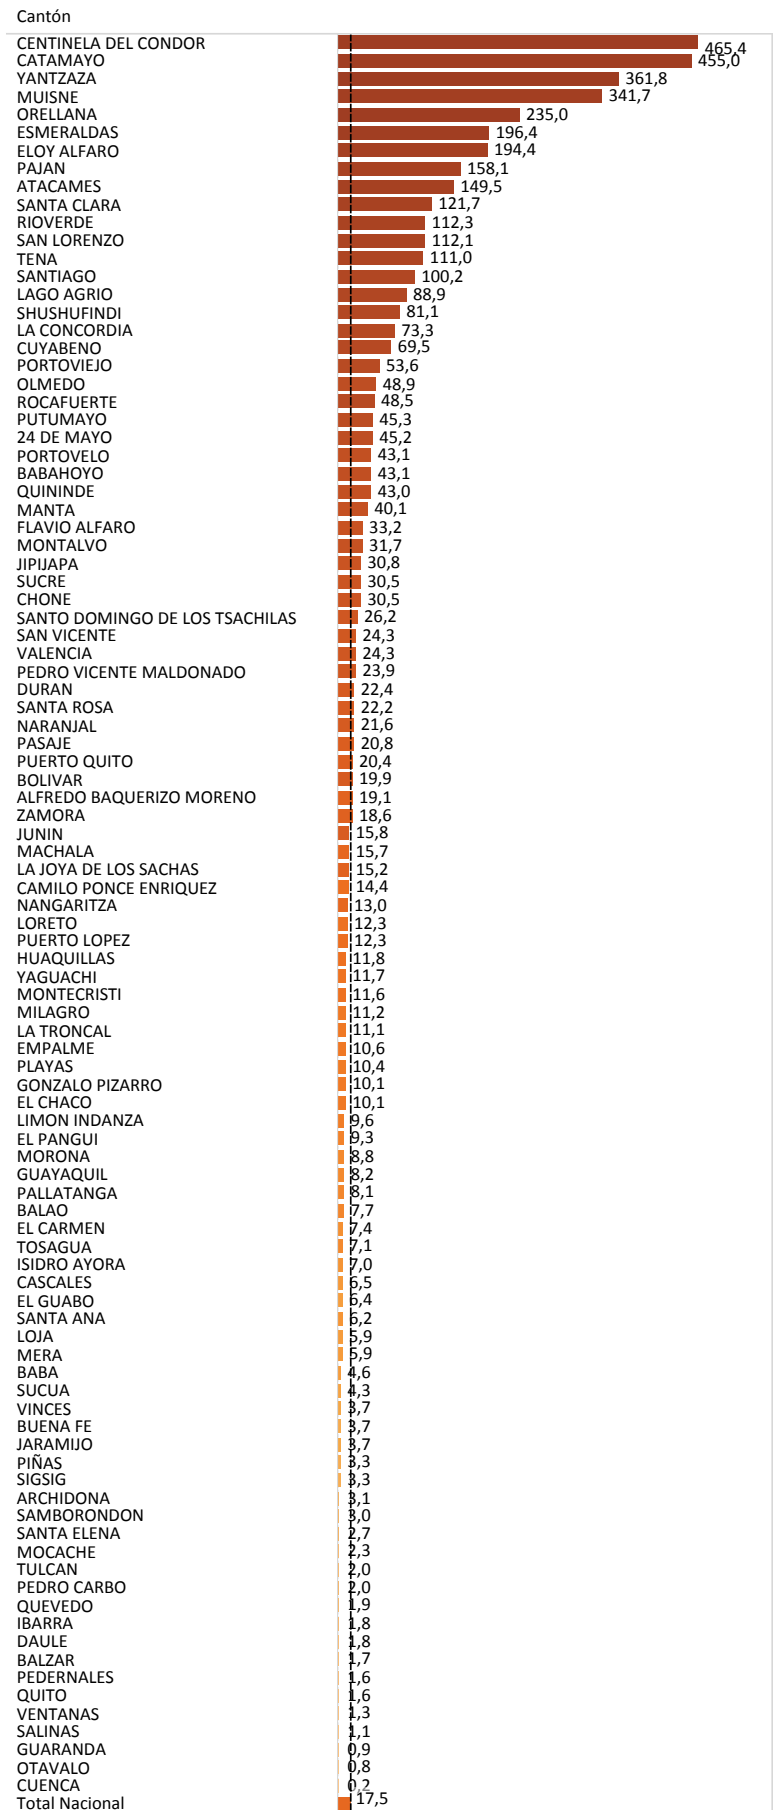 Cantón
CENTINELA DEL CONDOR 465,4
CATAMAYO 455,0
YANTZAZA 361,8
MUISNE 341,7
ORELLANA 235,0
ESMERALDAS 196,4
ELOY ALFARO 194,4
PAJAN 158,1
ATACAMES 149,5
SANTA CLARA 121,7
RIOVERDE 112,3
SAN LORENZO 112,1
TENA 111,0
SANTIAGO 100,2
LAGO AGRIO 88,9
SHUSHUFINDI 81,1
LA CONCORDIA 73,3
CUYABENO 69,5
PORTOVIEJO 53,6
OLMEDO 48,9
ROCAFUERTE 48,5
PUTUMAYO 45,3
24 DE MAYO 45,2
PORTOVELO 43,1
BABAHOYO 43,1
QUININDE 43,0
MANTA 40,1
FLAVIO ALFARO 33,2
MONTALVO 31,7
JIPIJAPA 30,8
SUCRE 30,5
CHONE 30,5
SANTO DOMINGO DE LOS TSACHILAS 26,2
SAN VICENTE 24,3
VALENCIA 24,3
PEDRO VICENTE MALDONADO 23,9
DURAN 22,4
SANTA ROSA 22,2
NARANJAL 21,6
PASAJE 20,8
PUERTO QUITO 20,4
BOLIVAR 19,9
ALFREDO BAQUERIZO MORENO 19,1
ZAMORA 18,6
JUNIN 15,8
MACHALA 15,7
LA JOYA DE LOS SACHAS 15,2
CAMILO PONCE ENRIQUEZ 14,4
NANGARITZA 13,0
LORETO 12,3
PUERTO LOPEZ 12,3
HUAQUILLAS 11,8
YAGUACHI 11,7
MONTECRISTI 11,6
MILAGRO 11,2
LA TRONCAL 11,1
EMPALME 10,6
PLAYAS 10,4
GONZALO PIZARRO 10,1
EL CHACO 10,1
LIMON INDANZA 9,6
EL PANGUI 9,3
MORONA 8,8
GUAYAQUIL 8,2
PALLATANGA 8,1
BALAO 7,7
EL CARMEN 7,4
TOSAGUA 7,1
ISIDRO AYORA 7,0
CASCALES 6,5
EL GUABO 6,4
SANTA ANA 6,2
LOJA 5,9
MERA 5,9
BABA 4,6
SUCUA 4,3
VINCES 3,7
BUENA FE 3,7
JARAMIJO 3,7
PIÑAS 3,3
SIGSIG 3,3
ARCHIDONA 3,1
SAMBORONDON 3,0
SANTA ELENA 2,7
MOCACHE 2,3
TULCAN 2,0
PEDRO CARBO 2,0
QUEVEDO 1,9
IBARRA 1,8
DAULE 1,8
BALZAR 1,7
PEDERNALES 1,6
QUITO 1,6
VENTANAS 1,3
SALINAS 1,1
GUARANDA 0,9
OTAVALO 0,8
CUENCA 0,2
Total Nacional 17,5